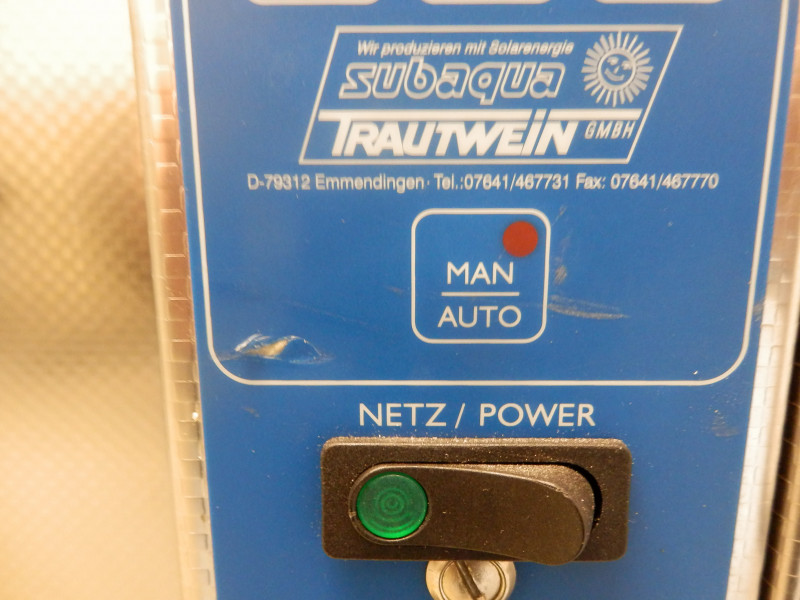 Wir produzieren mit Solarenergie
subaqua
TRAUTWEIN GMBH
D-79312 Emmendingen · Tel.:07641/467731 Fax: 07641/467770
MAN
AUTO
NETZ / POWER